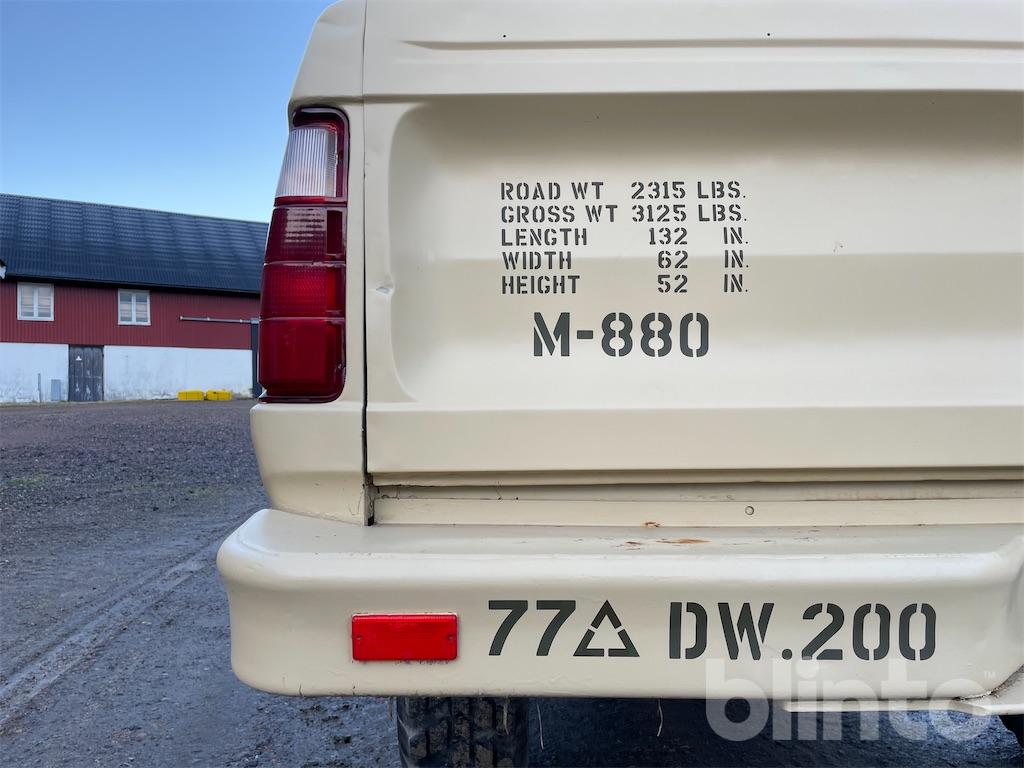 ROAD WT 2315 LBS.
GROSS WT 3125 LBS.
LENGTH 132 IN.
WIDTH 62 IN.
HEIGHT 52 IN.
M-880
77△ DW.200
blinto™